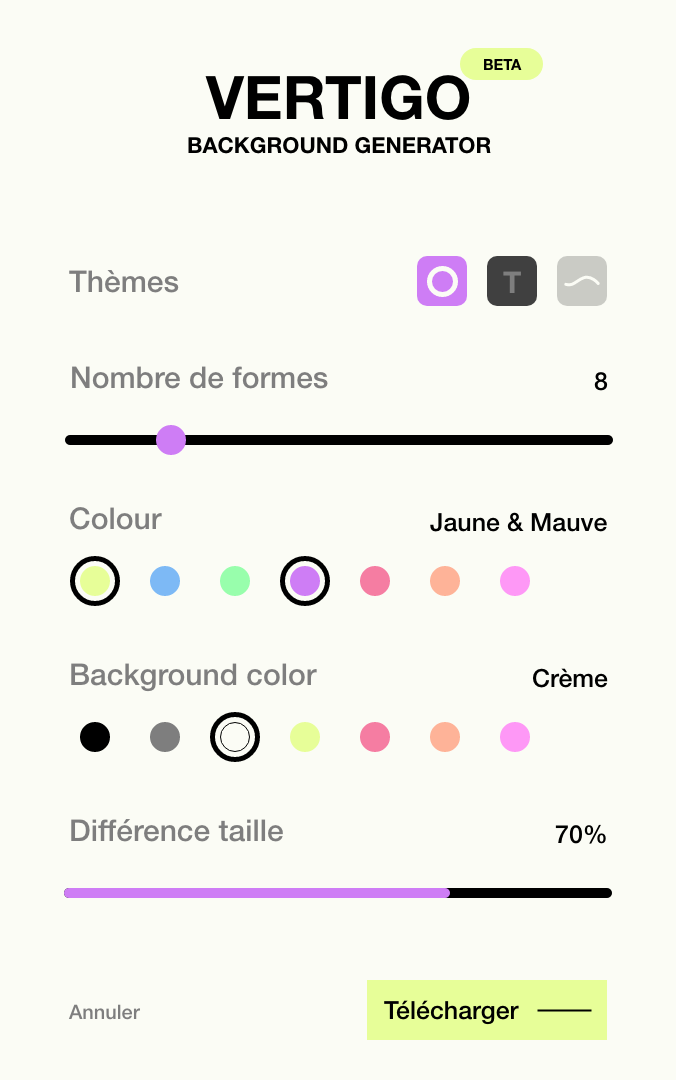 BETA
VERTIGO
BACKGROUND GENERATOR
Thèmes
T
Nombre de formes
8
Colour
Jaune & Mauve
Background color
Crème
Différence taille
70%
Annuler
Télécharger